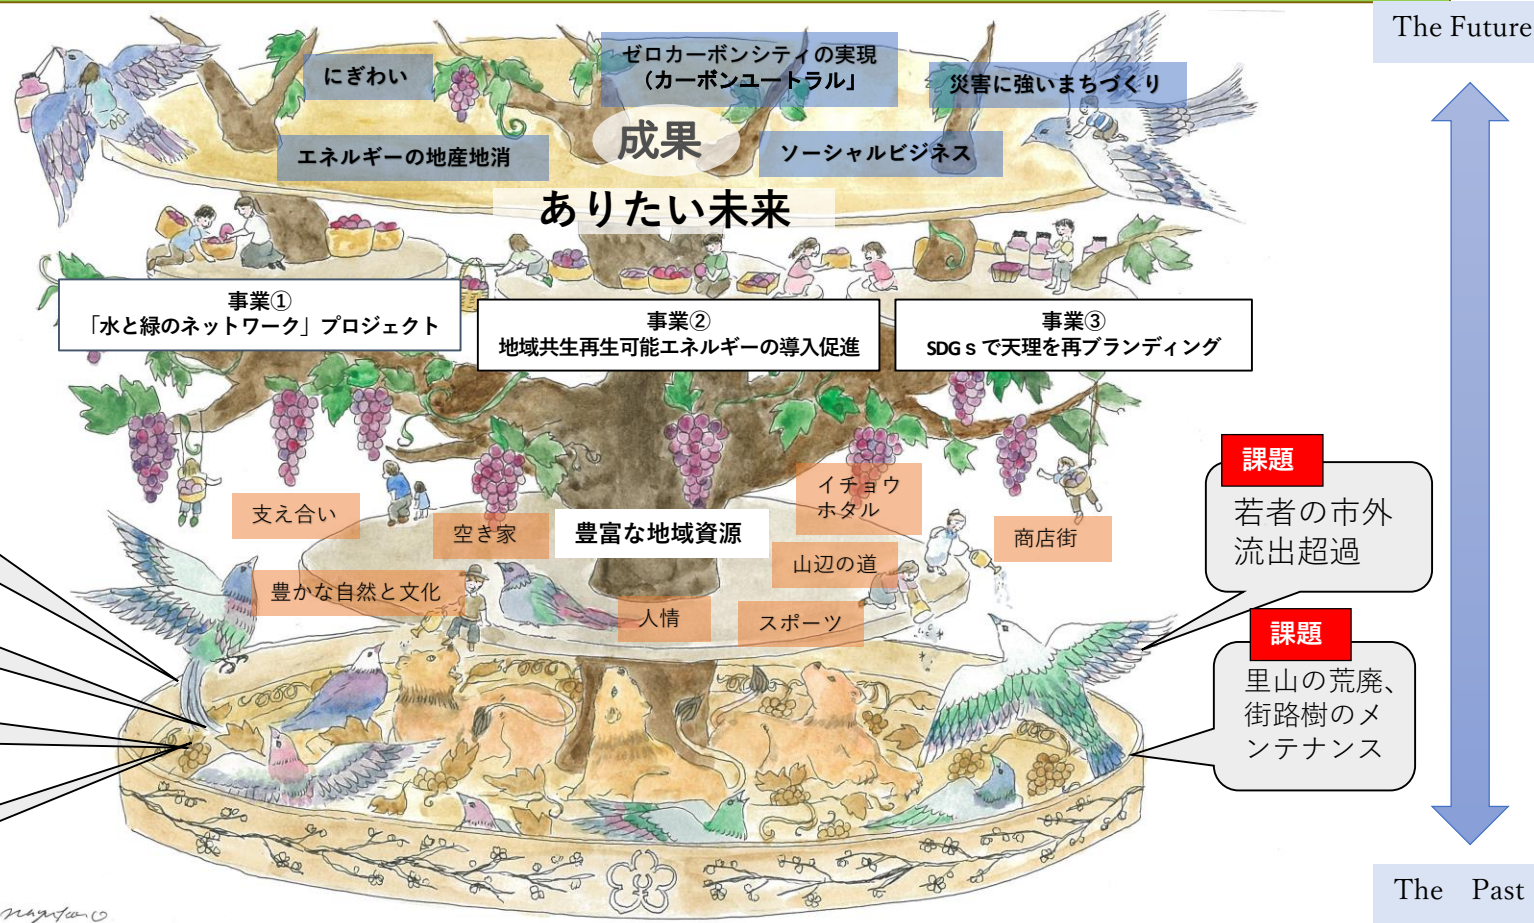 The Future
にぎわい
ゼロカーボンシティの実現
（カーボンユートラル」
災害に強いまちづくり
エネルギーの地産地消
成果
ソーシャルビジネス
ありたい未来
事業①
「水と緑のネットワーク」プロジェクト
事業②
地域共生再生可能エネルギーの導入促進
事業③
SDGｓで天理を再ブランディング
課題
若者の市外
流出超過
支え合い
空き家
豊富な地域資源
イチョウ
ホタル
商店街
山辺の道
豊かな自然と文化
人情
スポーツ
課題
里山の荒廃、
街路樹のメ
ンテナンス
The Past